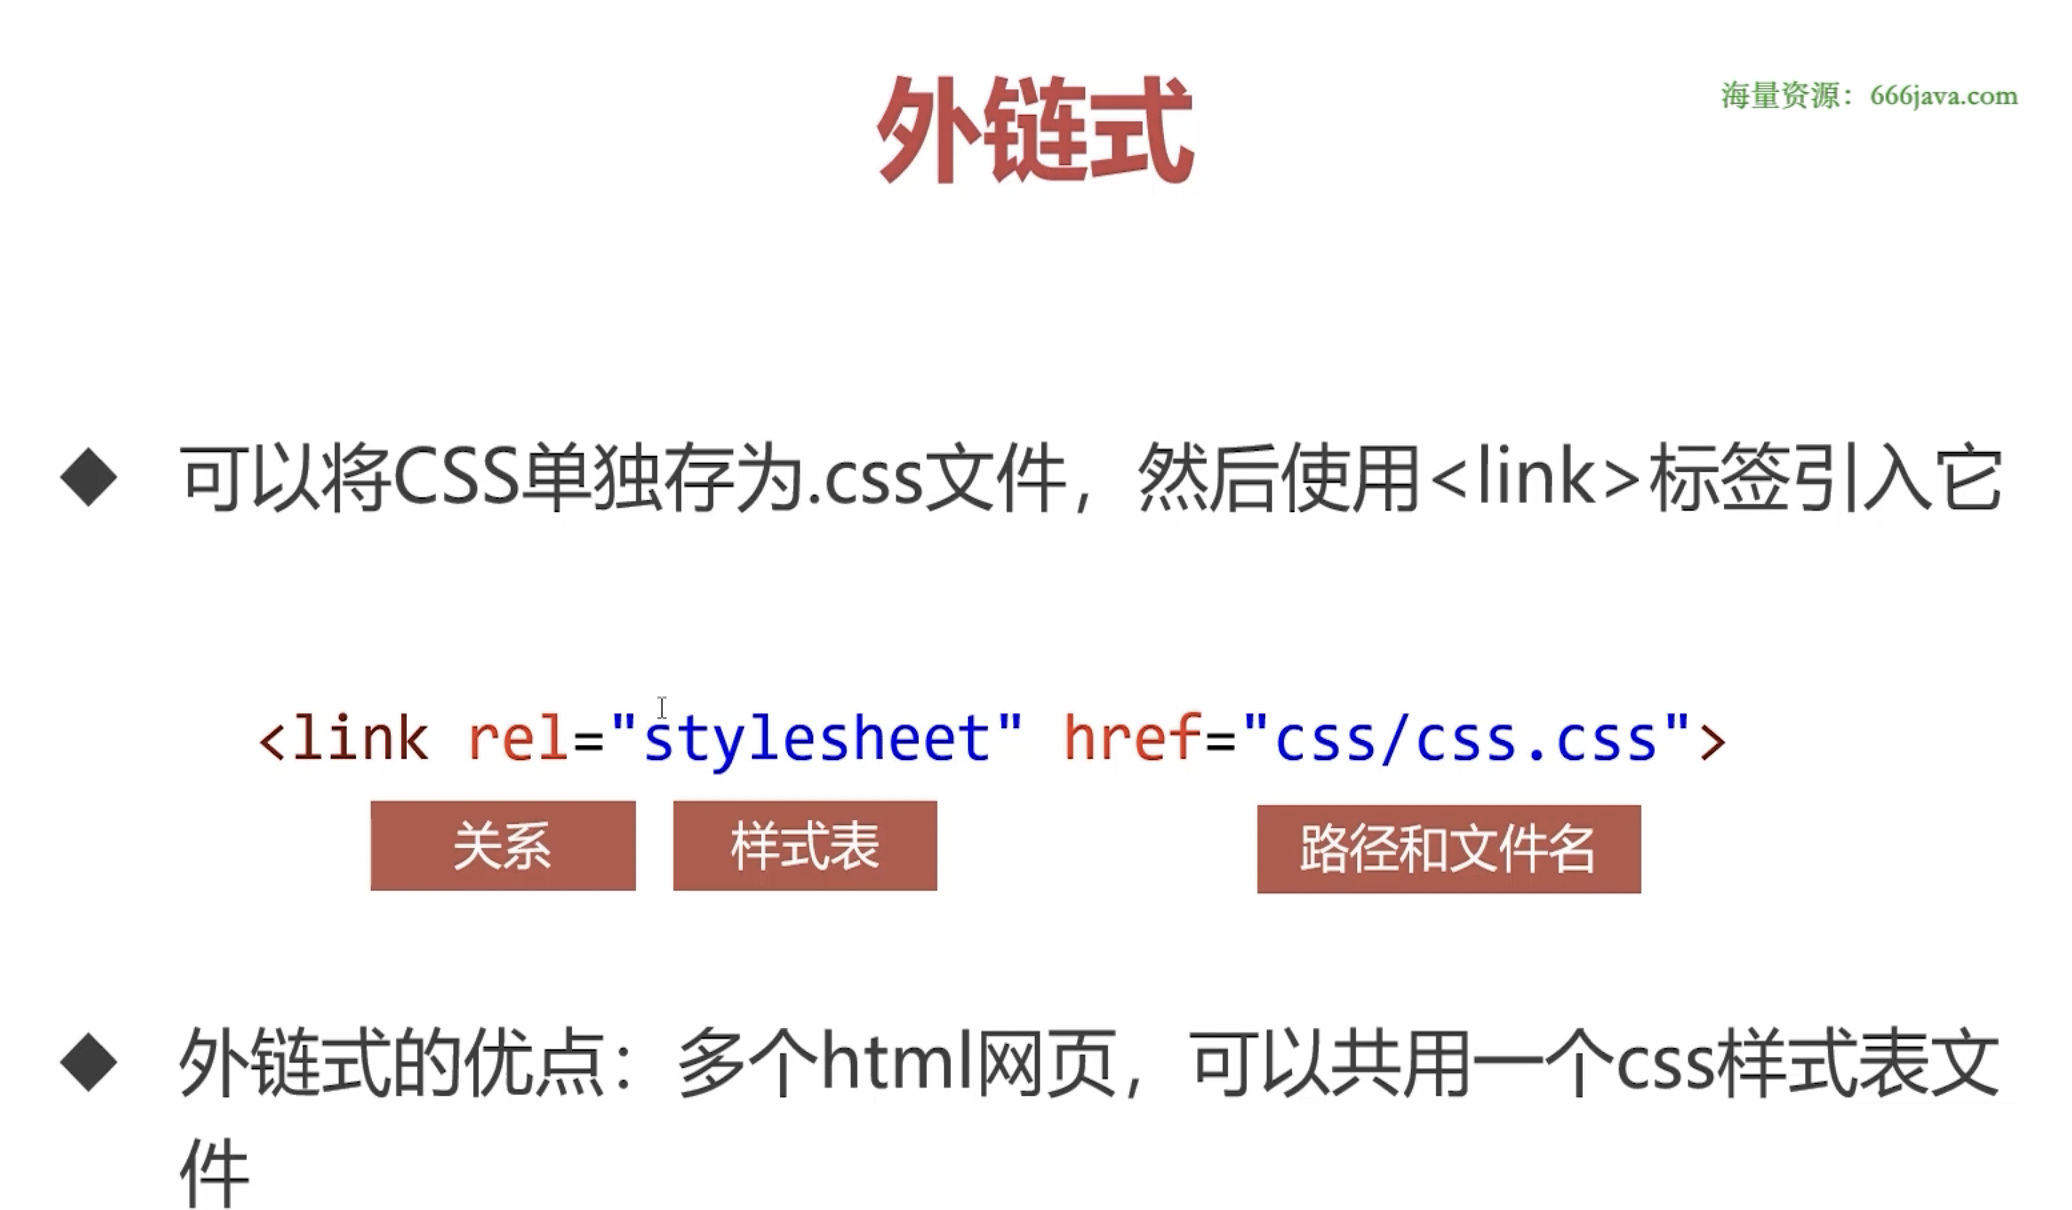 外链式
海量资源：666java.com
◆ 可以将CSS单独存为.css文件，然后使用<link>标签引入它
<link rel="stylesheet" href="css/css.css">
关系 样式表 路径和文件名
◆ 外链式的优点：多个html网页，可以共用一个css样式表文
件